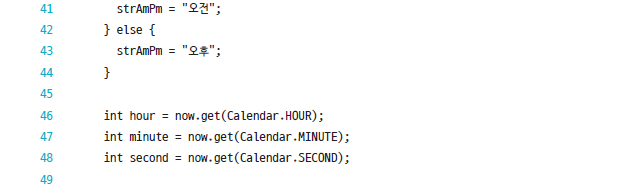 41 strAmPm = "오전";
42 } else {
43 strAmPm = "오후";
44 }
45
46 int hour = now.get(Calendar.HOUR);
47 int minute = now.get(Calendar.MINUTE);
48 int second = now.get(Calendar.SECOND);
49